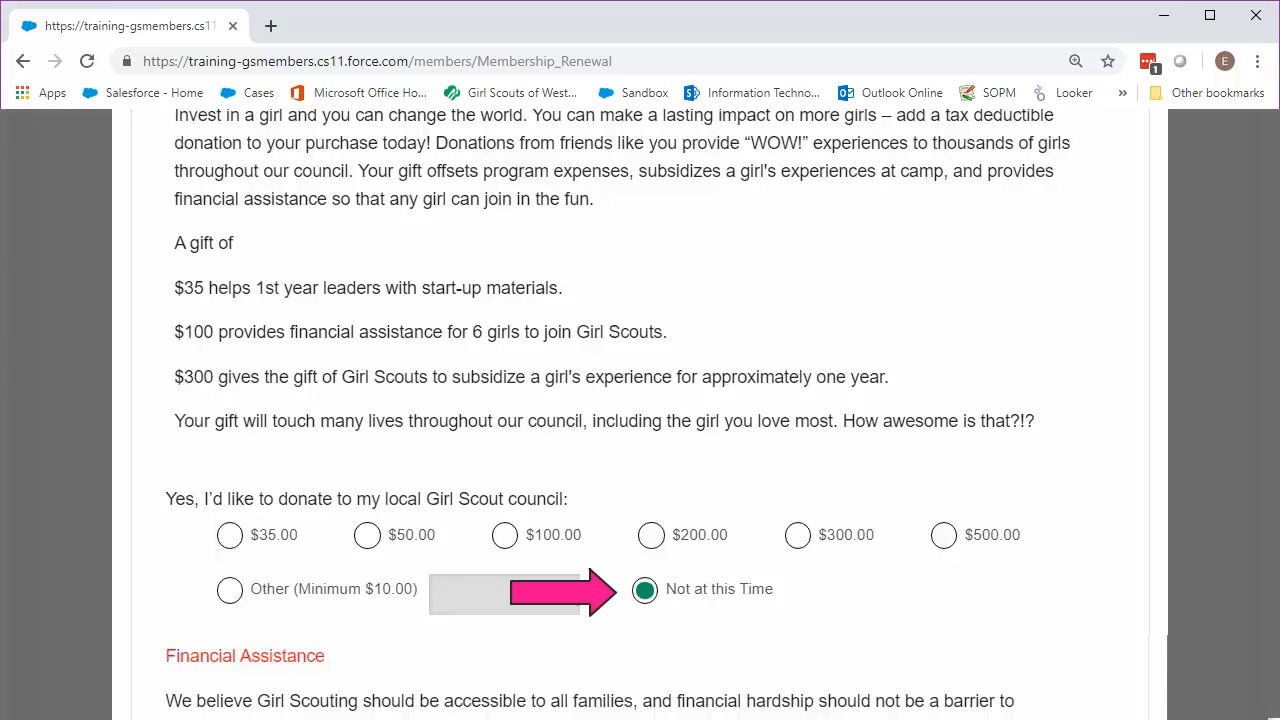 https://training-gsmembers.cs11
https://training-gsmembers.cs11.force.com/members/Membership_Renewal
1
E
Apps Salesforce - Home Cases Microsoft Office Ho... Girl Scouts of West... Sandbox Information Techno... Outlook Online SOPM Looker » Other bookmarks
Invest in a girl and you can change the world. You can make a lasting impact on more girls – add a tax deductible
donation to your purchase today! Donations from friends like you provide “WOW!” experiences to thousands of girls
throughout our council. Your gift offsets program expenses, subsidizes a girl's experiences at camp, and provides
financial assistance so that any girl can join in the fun.
A gift of
$35 helps 1st year leaders with start-up materials.
$100 provides financial assistance for 6 girls to join Girl Scouts.
$300 gives the gift of Girl Scouts to subsidize a girl's experience for approximately one year.
Your gift will touch many lives throughout our council, including the girl you love most. How awesome is that?!?
Yes, I’d like to donate to my local Girl Scout council:
$35.00 $50.00 $100.00 $200.00 $300.00 $500.00
Other (Minimum $10.00) Not at this Time
Financial Assistance
We believe Girl Scouting should be accessible to all families, and financial hardship should not be a barrier to